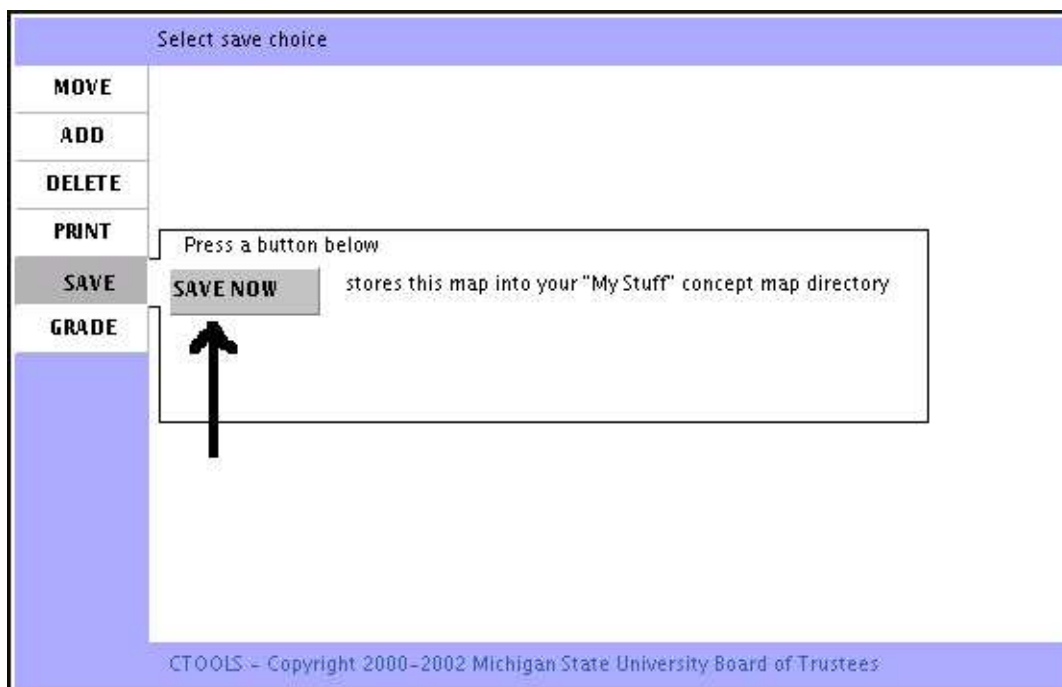 Select save choice
MOVE
ADD
DELETE
PRINT
SAVE
GRADE
Press a button below
SAVE NOW
stores this map into your "My Stuff" concept map directory
CTOOLS - Copyright 2000-2002 Michigan State University Board of Trustees